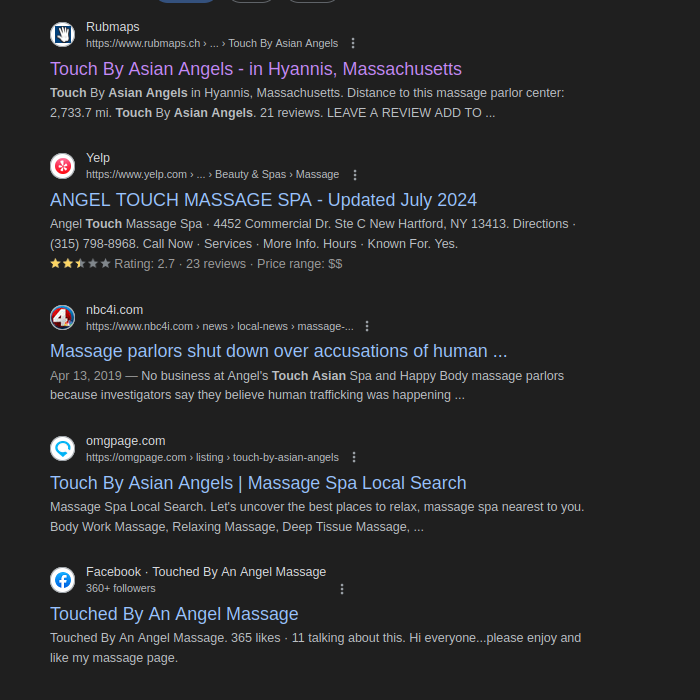 Rubmaps
https://www.rubmaps.ch › ... › Touch By Asian Angels
Touch By Asian Angels - in Hyannis, Massachusetts
Touch By Asian Angels in Hyannis, Massachusetts. Distance to this massage parlor center:
2,733.7 mi. Touch By Asian Angels. 21 reviews. LEAVE A REVIEW ADD TO ...
Yelp
https://www.yelp.com › ... › Beauty & Spas › Massage
ANGEL TOUCH MASSAGE SPA - Updated July 2024
Angel Touch Massage Spa · 4452 Commercial Dr. Ste C New Hartford, NY 13413. Directions ·
(315) 798-8968. Call Now · Services · More Info. Hours · Known For. Yes.
Rating: 2.7 · 23 reviews · Price range: $$
4
nbc4i.com
https://www.nbc4i.com › news › local-news › massage-...
Massage parlors shut down over accusations of human ...
Apr 13, 2019 — No business at Angel's Touch Asian Spa and Happy Body massage parlors
because investigators say they believe human trafficking was happening ...
omgpage.com
https://omgpage.com › listing › touch-by-asian-angels
Touch By Asian Angels | Massage Spa Local Search
Massage Spa Local Search. Let's uncover the best places to relax, massage spa nearest to you.
Body Work Massage, Relaxing Massage, Deep Tissue Massage, ...
Facebook · Touched By An Angel Massage
360+ followers
Touched By An Angel Massage
Touched By An Angel Massage. 365 likes · 11 talking about this. Hi everyone...please enjoy and
like my massage page.